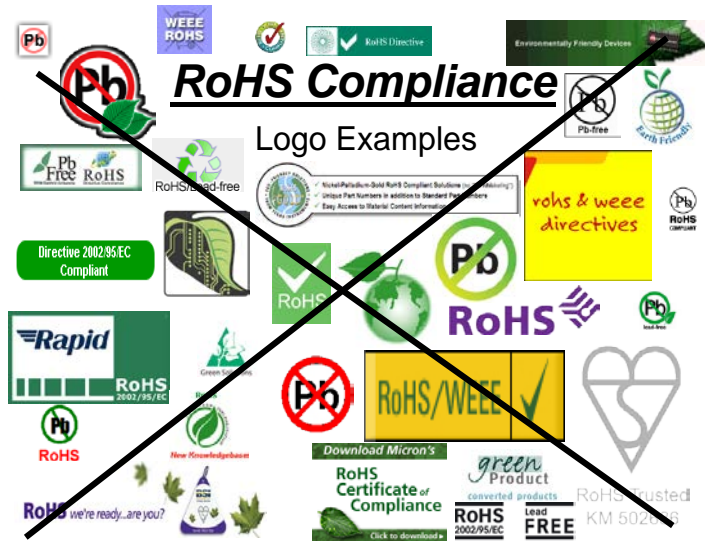 Pb
WEEE
ROHS
RoHS Directive
Environmentally Friendly Devices
Pb
RoHS Compliance
Pb
Pb-free
Earth Friendly
Logo Examples
Pb
Free
RoHS
RoHS/Lead-free
Nickel-Palladium-Gold RoHS Compliant Solutions
Unique Part Numbers in addition to Standard Part Numbers
Easy Access to Material Content Information
rohs & weee
directives
Pb
RoHS
COMPLIANT
Directive 2002/95/EC
Compliant
Pb
RoHS
RoHS
Pb
lead-free
Rapid
RoHS
2002/95/EC
Green Solutions
Pb
RoHS/WEEE
Pb
RoHS
RoHS
New Knowledgebase
Download Micron's
RoHS
Certificate of
Compliance
Click to download
green
Product
converted products
RoHS
2002/95/EC
Lead
FREE
RoHS Trusted
KM 502
RoHS we're ready...are you?